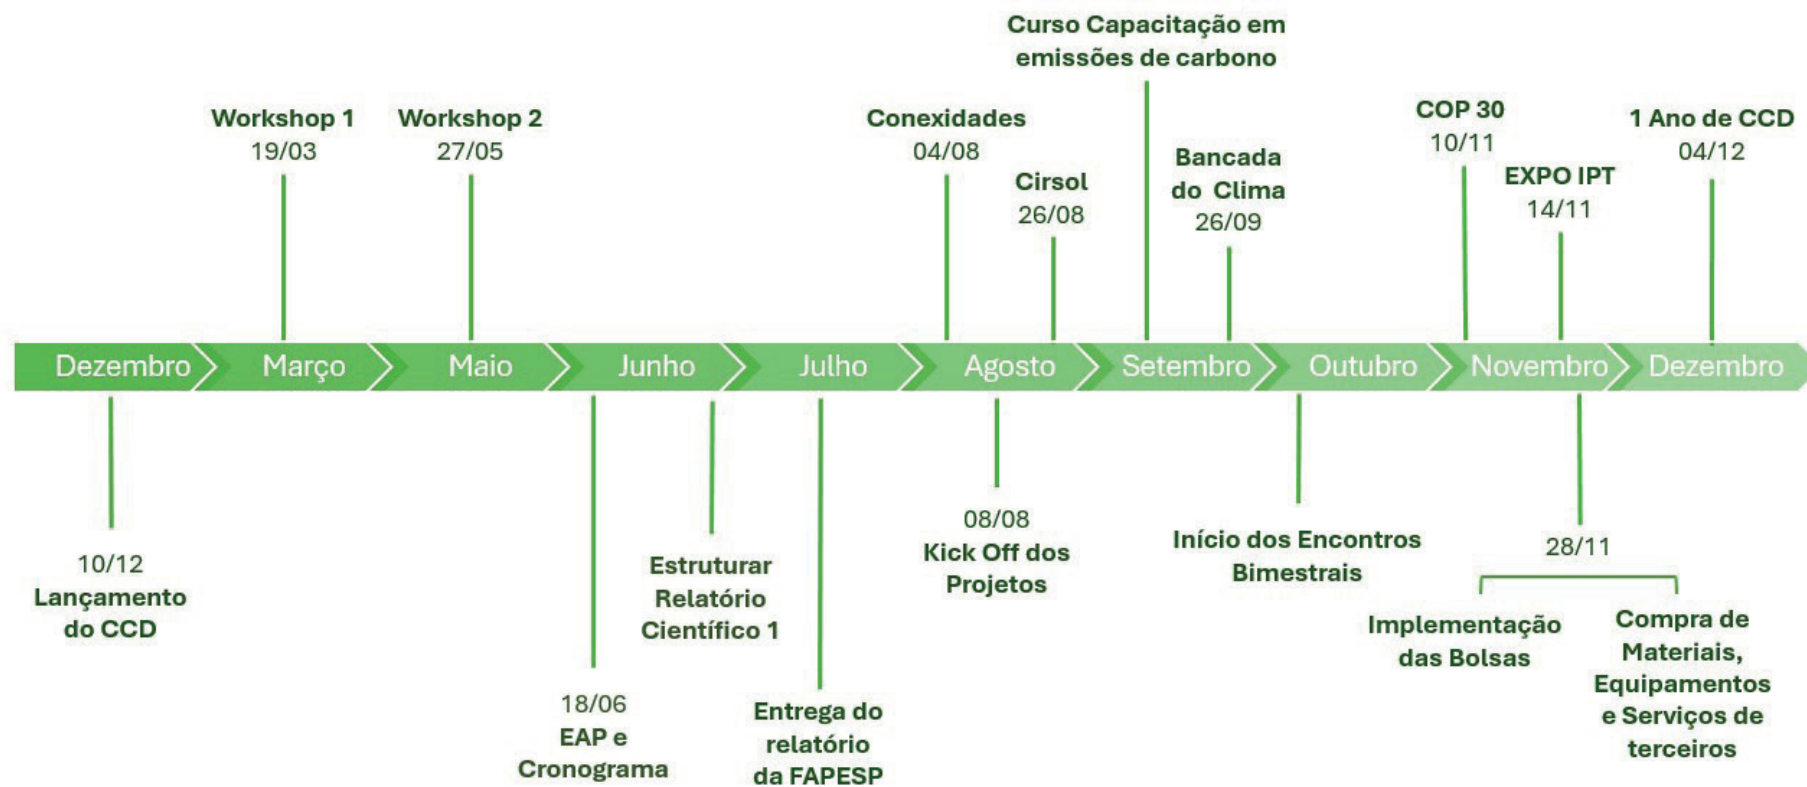 Curso Capacitação em
emissões de carbono
Workshop 1
19/03
Workshop 2
27/05
Conexidades
04/08
Cirsol
26/08
Bancada
do Clima
26/09
COP 30
10/11
EXPO IPT
14/11
1 Ano de CCD
04/12
Dezembro
Março
Maio
Junho
Julho
Agosto
Setembro
Outubro
Novembro
Dezembro
10/12
Lançamento
do CCD
18/06
EAP e
Cronograma
Estruturar
Relatório
Científico 1
Entrega do
relatório
da FAPESP
08/08
Kick Off dos
Projetos
Início dos Encontros
Bimestrais
28/11
Implementação
das Bolsas
Compra de
Materiais,
Equipamentos
e Serviços de
terceiros